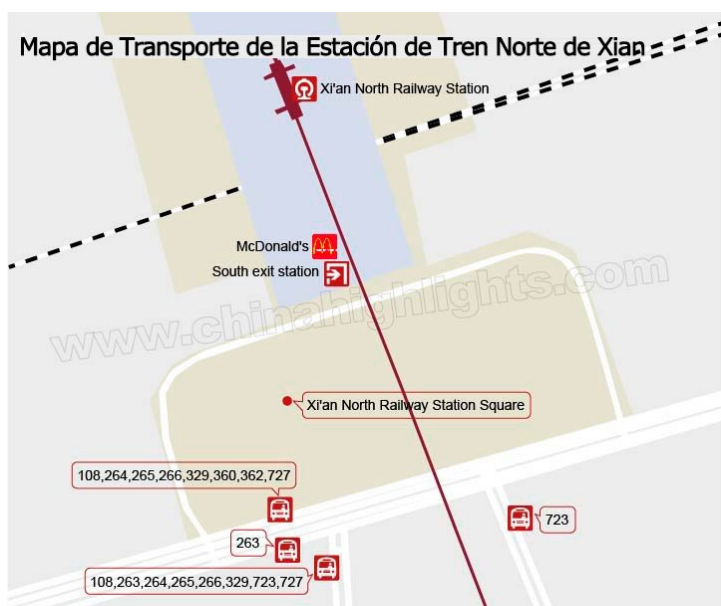 Mapa de Transporte de la Estación de Tren Norte de Xian
Xi'an North Railway Station
McDonald's
South exit station
www.chinahighlights.com
Xi'an North Railway Station Square
108,264,265,266,329,360,362,727
723
263
108,263,264,265,266,329,723,727